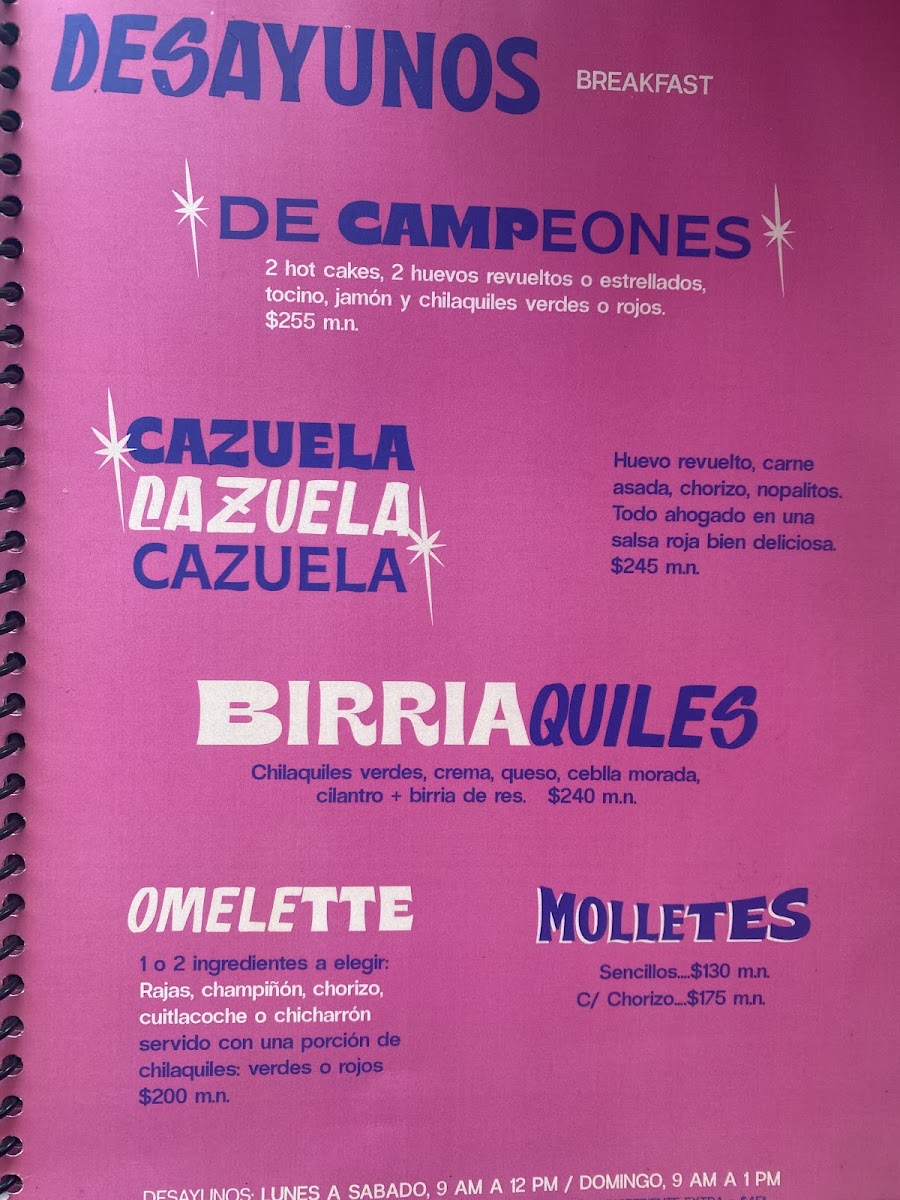 DESAYUNOS BREAKFAST
DE CAMPEONES
2 hot cakes, 2 huevos revueltos o estrellados,
tocino, jamón y chilaquiles verdes o rojos.
$255 m.n.
CAZUELA
CAZUELA
CAZUELA
Huevo revuelto, carne
asada, chorizo, nopalitos.
Todo ahogado en una
salsa roja bien deliciosa.
$245 m.n.
BIRRIAQUILES
Chilaquiles verdes, crema, queso, ceblla morada,
cilantro + birria de res. $240 m.n.
OMELETTE
1 o 2 ingredientes a elegir:
Rajas, champiñón, chorizo,
cuitlacoche o chicharrón
servido con una porción de
chilaquiles: verdes o rojos
$200 m.n.
MOLLETES
Sencillos....$130 m.n.
C/ Chorizo....$175 m.n.
DESAYUNOS: LUNES A SABADO, 9 AM A 12 PM / DOMINGO, 9 AM A 1 PM